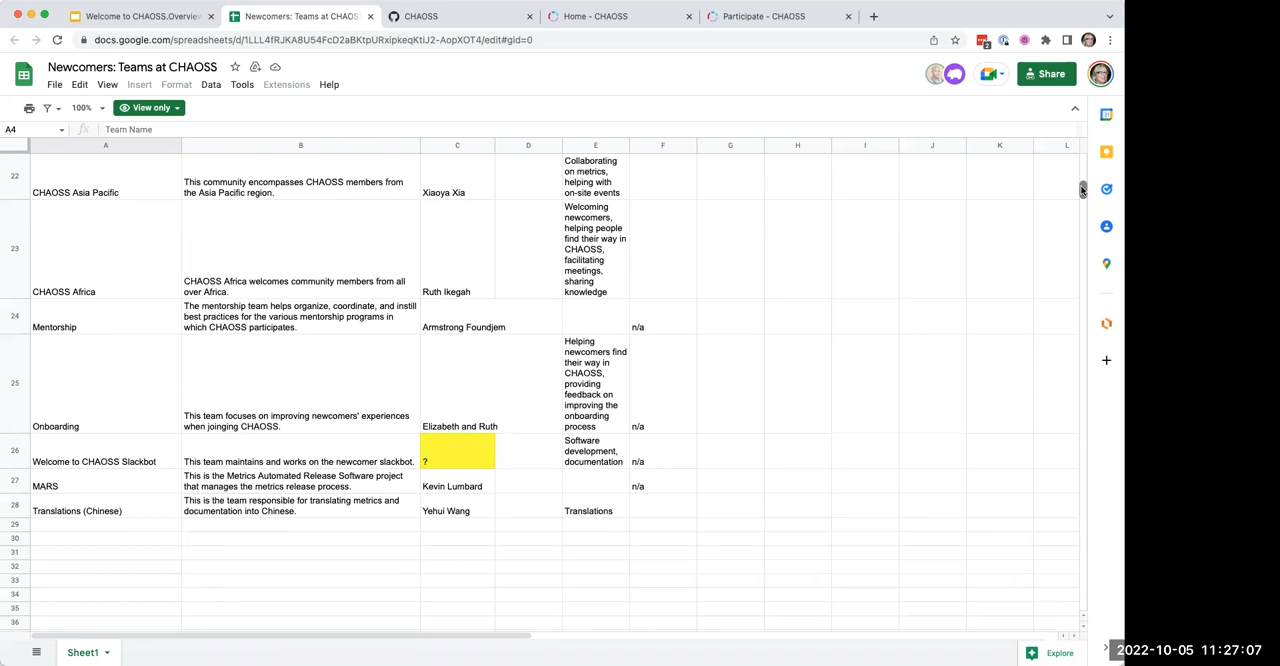 Welcome to CHAOSS.Overview
Newcomers: Teams at CHAOSS
CHAOSS
Home - CHAOSS
Participate - CHAOSS
docs.google.com/spreadsheets/d/1LLL4fRJKA8U54FcD2aBKtpURxipkeqKtiJ2-AopXOT4/edit#gid=0
2
Newcomers: Teams at CHAOSS
File Edit View Insert Format Data Tools Extensions Help
Share
100%
View only
A4
fx
Team Name
A B C D E F G H I J K L
22
CHAOSS Asia Pacific
This community encompasses CHAOSS members from
the Asia Pacific region.
Xiaoya Xia
Collaborating
on metrics,
helping with
on-site events
23
CHAOSS Africa
CHAOSS Africa welcomes community members from all
over Africa.
Ruth Ikegah
Welcoming
newcomers,
helping people
find their way in
CHAOSS,
facilitating
meetings,
sharing
knowledge
24
Mentorship
The mentorship team helps organize, coordinate, and instill
best practices for the various mentorship programs in
which CHAOSS participates.
Armstrong Foundjem
n/a
25
Onboarding
This team focuses on improving newcomers' experiences
when joinging CHAOSS.
Elizabeth and Ruth
Helping
newcomers find
their way in
CHAOSS,
providing
feedback on
improving the
onboarding
process
n/a
26
Welcome to CHAOSS Slackbot
This team maintains and works on the newcomer slackbot.
?
Software
development,
documentation
n/a
27
MARS
This is the Metrics Automated Release Software project
that manages the metrics release process.
Kevin Lumbard
n/a
28
Translations (Chinese)
This is the team responsible for translating metrics and
documentation into Chinese.
Yehui Wang
Translations
29
30
31
32
33
34
35
36
Sheet1
Explore
2022-10-05 11:27:07